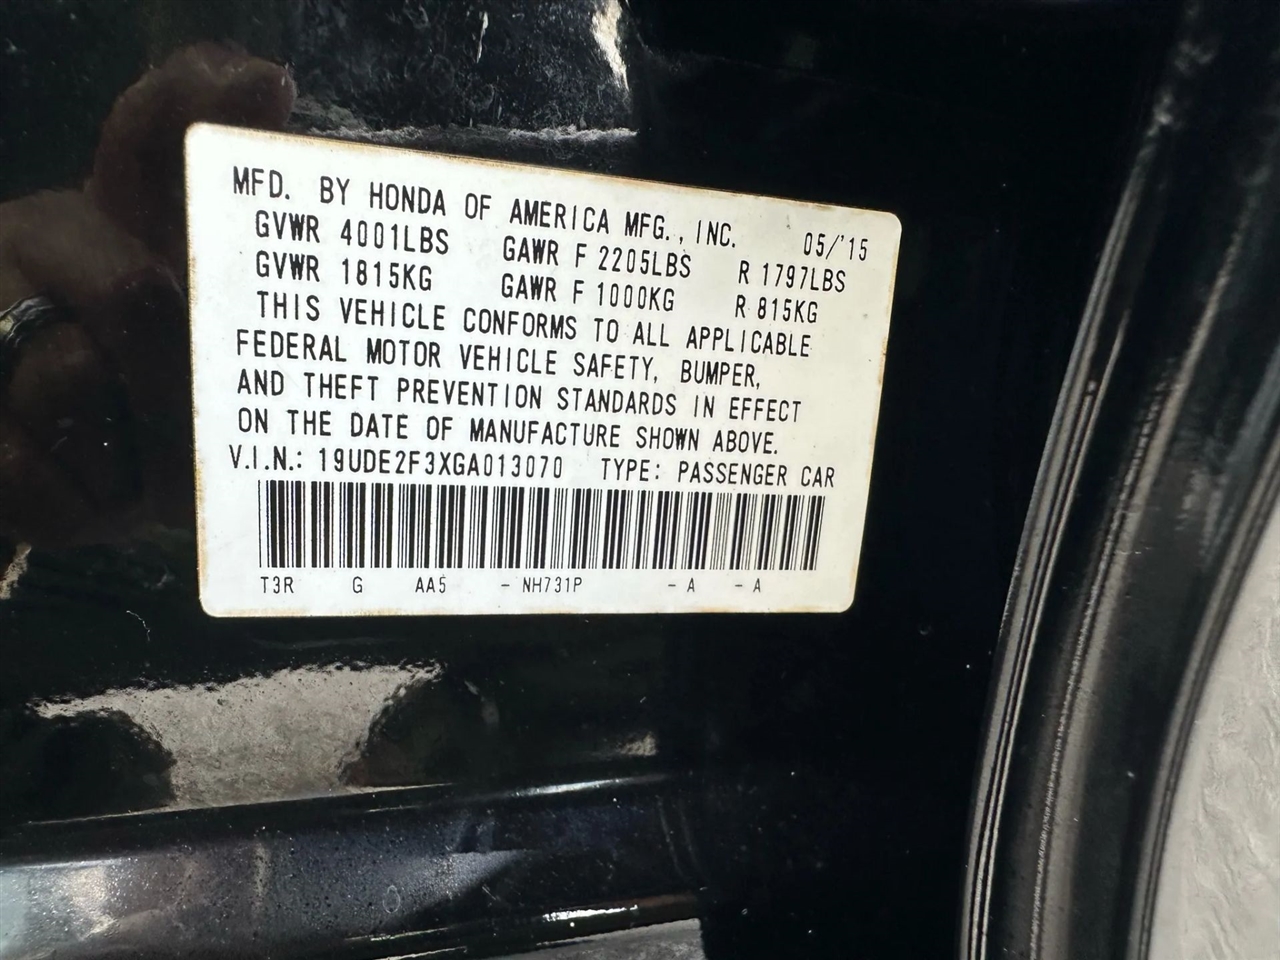 MFD. BY HONDA OF AMERICA MFG., INC. 05/'15
GVWR 4001LBS GAWR F 2205LBS R 1797LBS
GVWR 1815KG GAWR F 1000KG R 815KG
THIS VEHICLE CONFORMS TO ALL APPLICABLE
FEDERAL MOTOR VEHICLE SAFETY, BUMPER,
AND THEFT PREVENTION STANDARDS IN EFFECT
ON THE DATE OF MANUFACTURE SHOWN ABOVE.
V.I.N.: 19UDE2F3XGA013070 TYPE: PASSENGER CAR
T3R G AA5 - NH731P - A - A